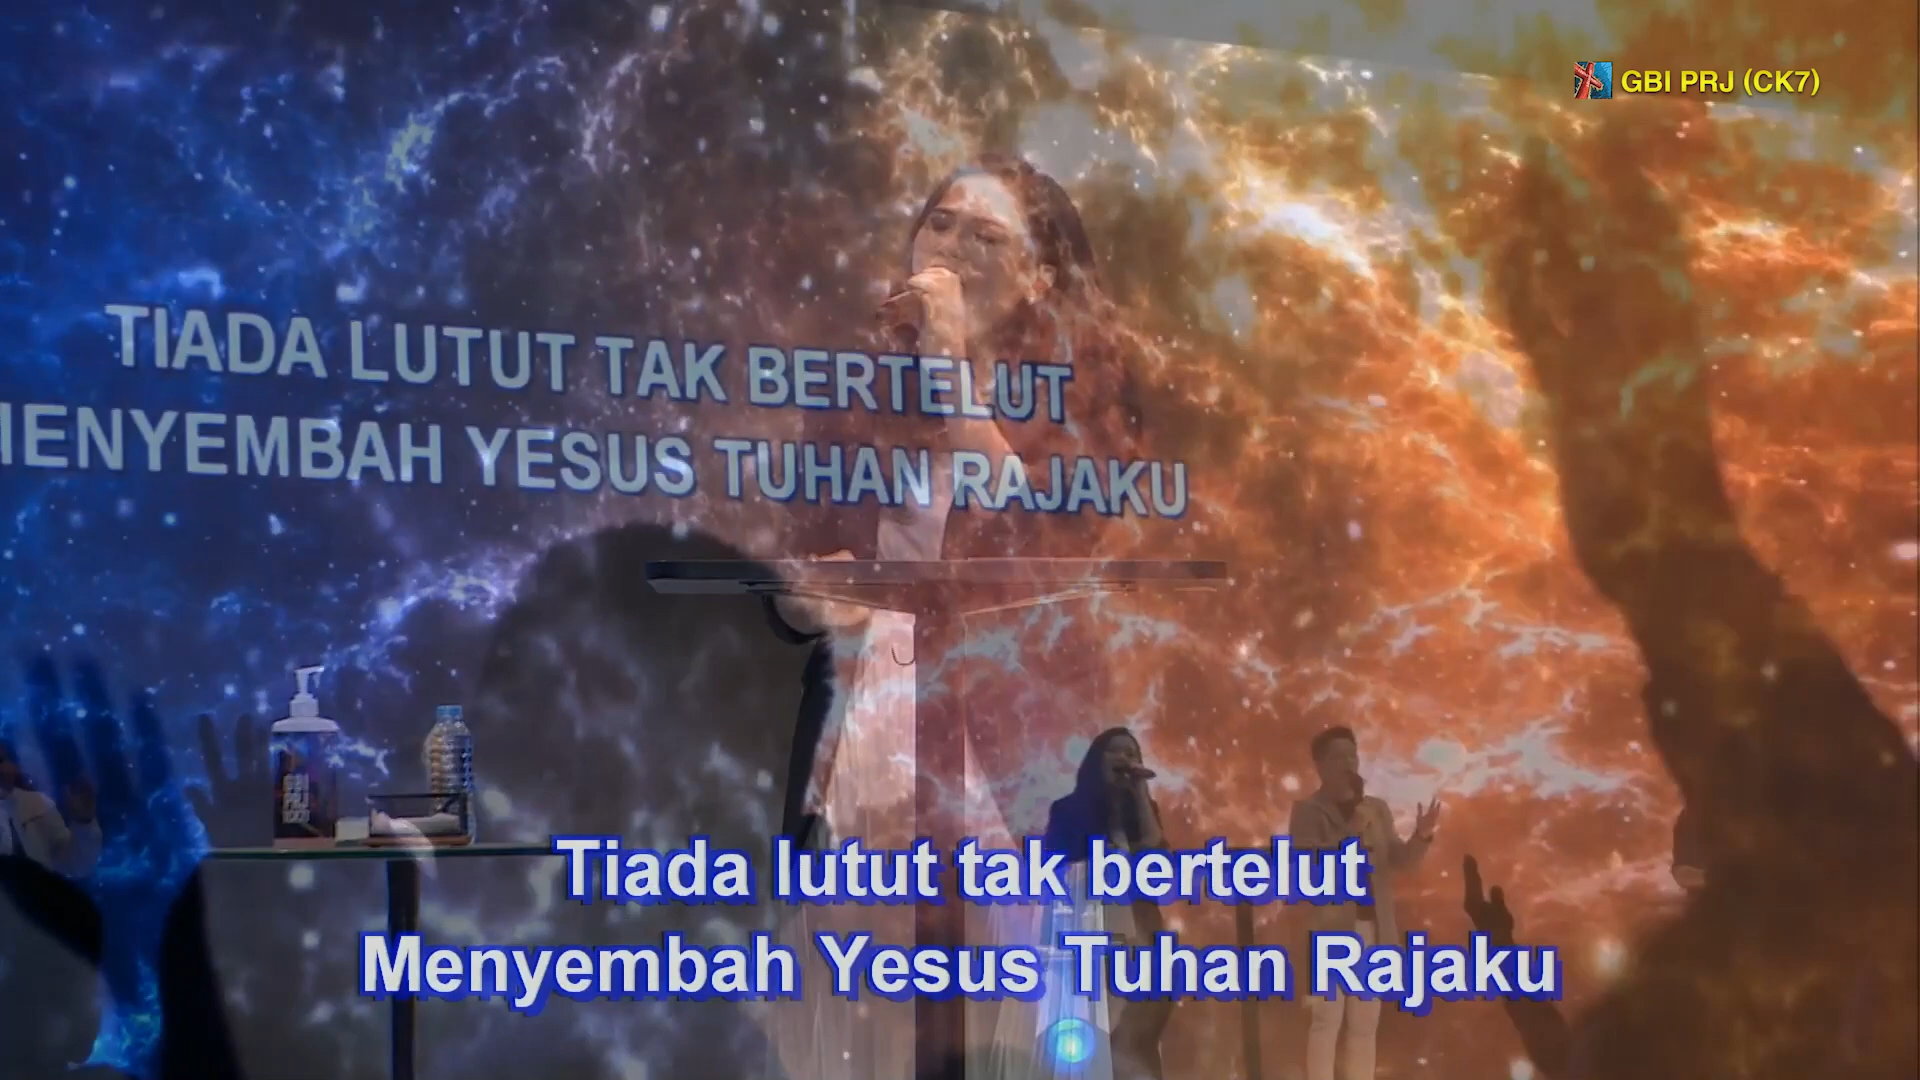 GBI PRJ (CK7)
TIADA LUTUT TAK BERTELUT
MENYEMBAH YESUS TUHAN RAJAKU
Tiada lutut tak bertelut
Menyembah Yesus Tuhan Rajaku